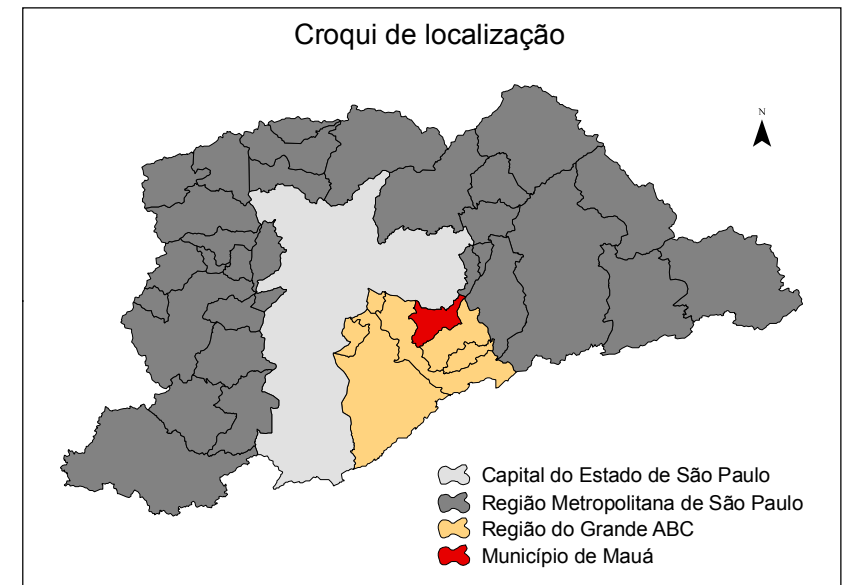 Croqui de localização
N
Capital do Estado de São Paulo
Região Metropolitana de São Paulo
Região do Grande ABC
Município de Mauá